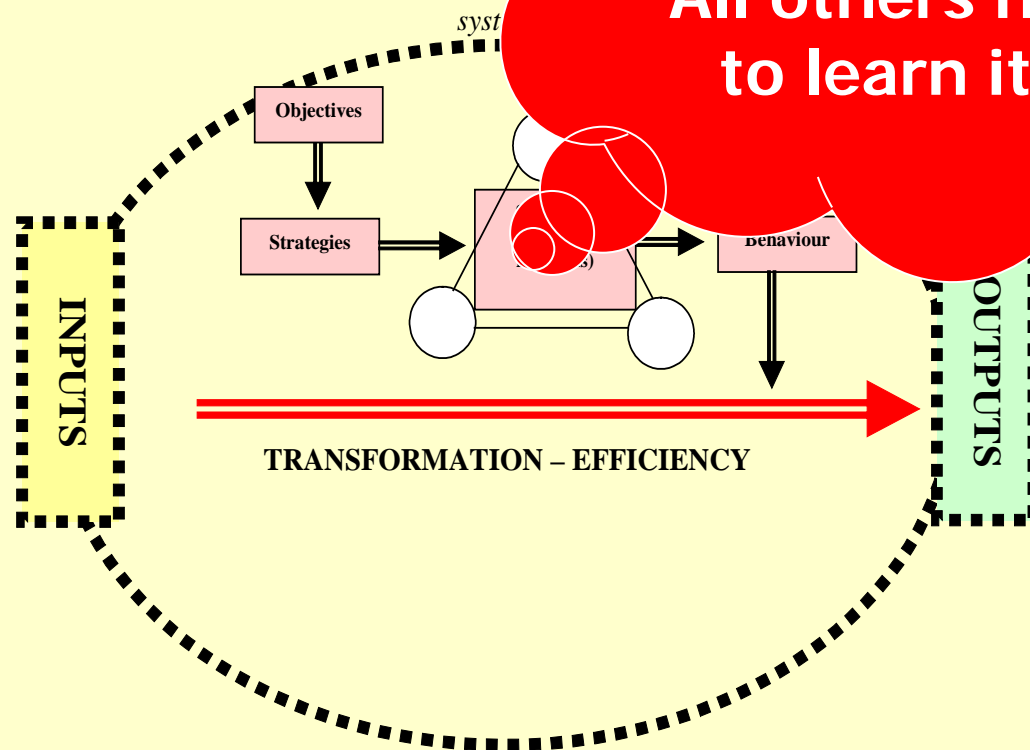 All others
to learn it
syst
Objectives
Strategies
s)
Behaviour
INPUTS
OUTPUTS
TRANSFORMATION – EFFICIENCY